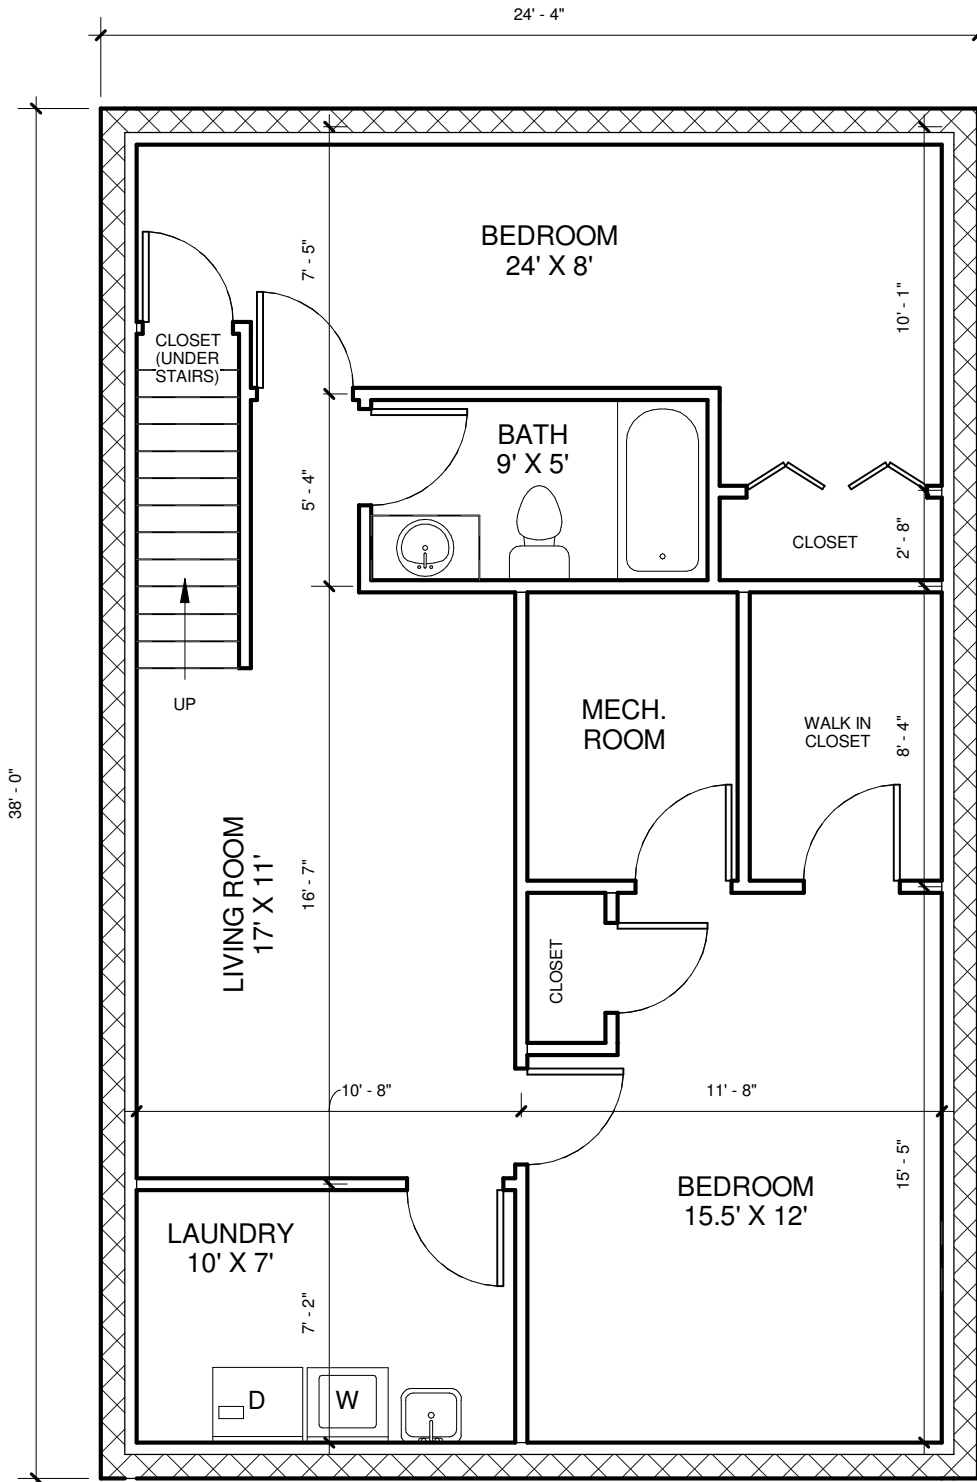 24' - 4"
BEDROOM
24' X 8'
7' - 5"
10' - 1"
CLOSET
(UNDER
STAIRS)
BATH
9' X 5'
5' - 4"
CLOSET
2' - 8"
UP
MECH.
ROOM
WALK IN
CLOSET
8' - 4"
38' - 0"
LIVING ROOM
17' X 11'
16' - 7"
CLOSET
10' - 8"
11' - 8"
15' - 5"
BEDROOM
15.5' X 12'
LAUNDRY
10' X 7'
7' - 2"
D
W